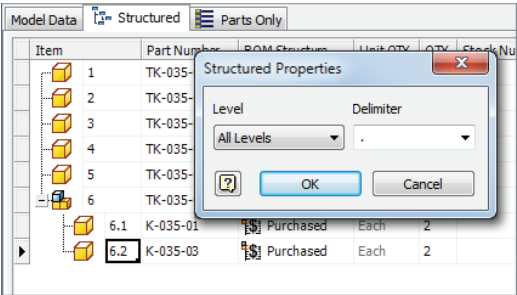 Model Data Structured Parts Only
Item Part Number BOM Structure Unit QTY QTY Stock Nu
Structured Properties
1 TK-035-
2 TK-035-
Level Delimiter
3 TK-035-
All Levels .
4 TK-035-
5 TK-035-
OK Cancel
6 TK-035-
6.1 K-035-01 Purchased Each 2
6.2 K-035-03 Purchased Each 2